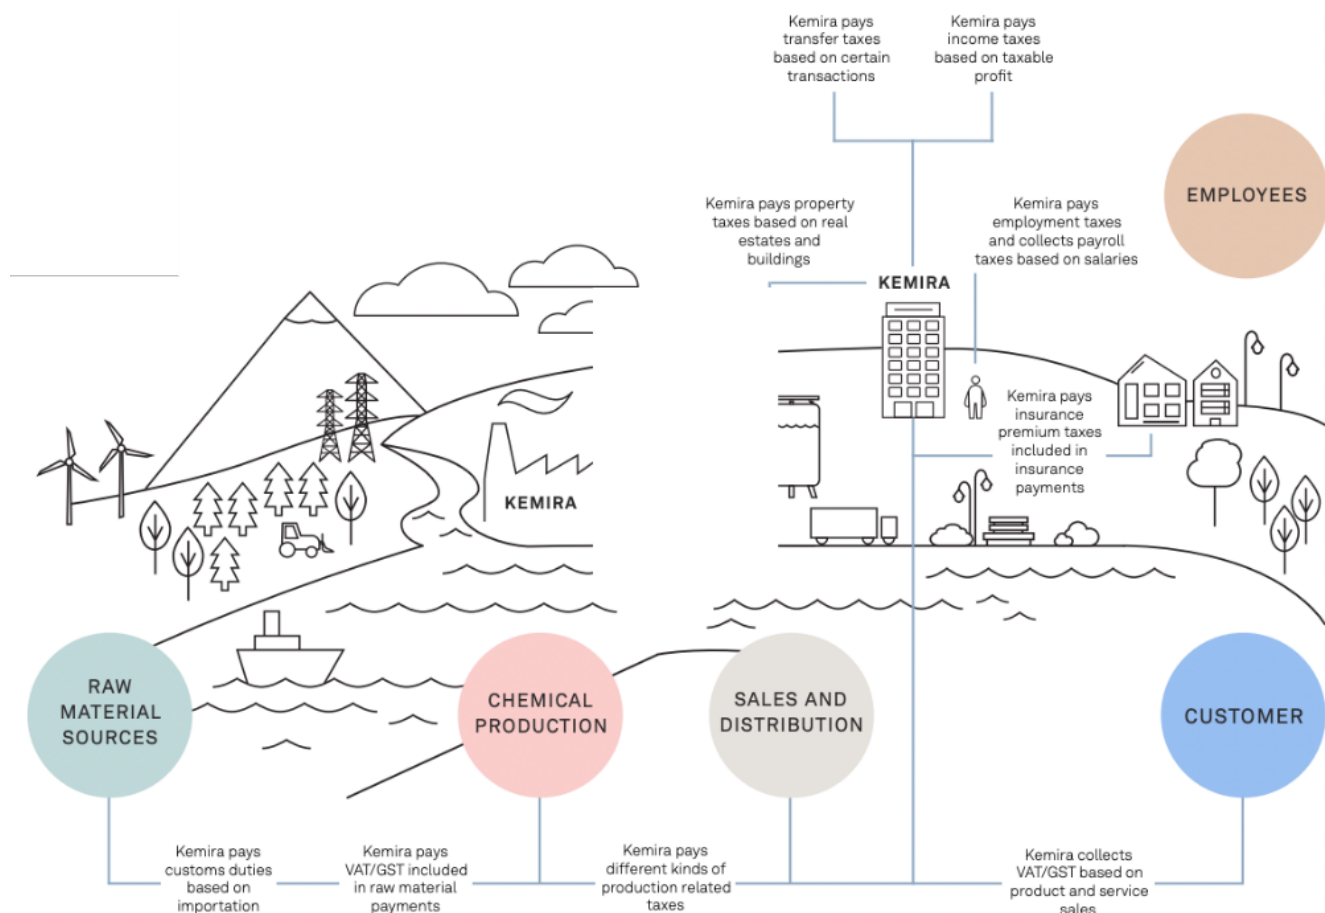 Kemira pays
transfer taxes
based on certain
transactions
Kemira pays
income taxes
based on taxable
profit
EMPLOYEES
Kemira pays property
taxes based on real
estates and
buildings
Kemira pays
employment taxes
and collects payroll
taxes based on salaries
KEMIRA
Kemira pays
insurance
premium taxes
included in
insurance
payments
KEMIRA
RAW
MATERIAL
SOURCES
CHEMICAL
PRODUCTION
SALES AND
DISTRIBUTION
CUSTOMER
Kemira pays
customs duties
based on
importation
Kemira pays
VAT/GST included
in raw material
payments
Kemira pays
different kinds of
production related
taxes
Kemira collects
VAT/GST based on
product and service
sales